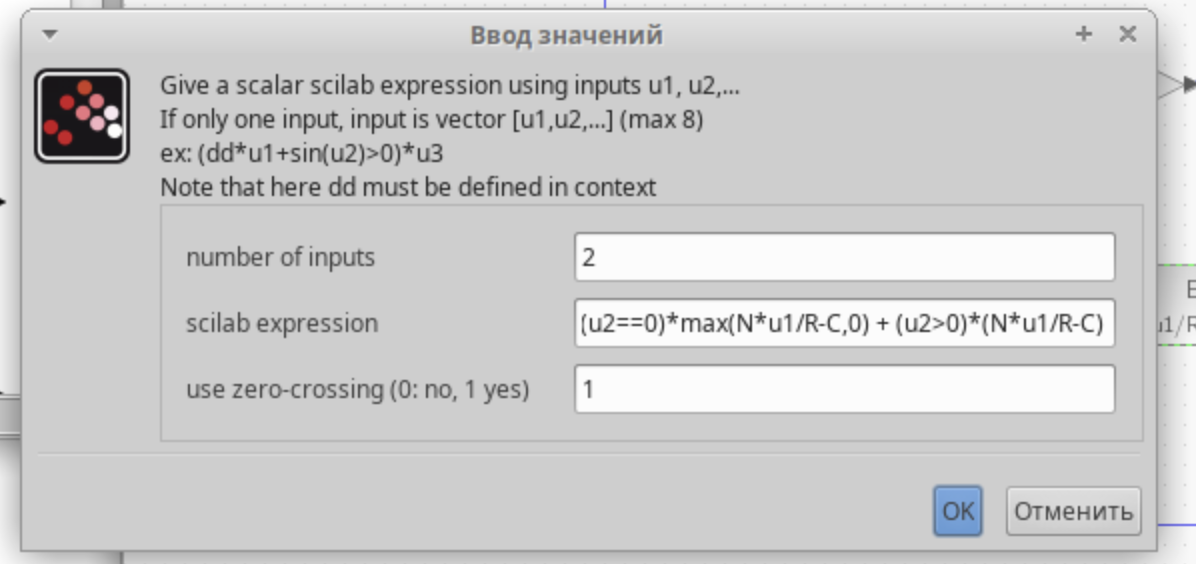 Ввод значений
Give a scalar scilab expression using inputs u1, u2,...
If only one input, input is vector [u1,u2,...] (max 8)
ex: (dd*u1+sin(u2)>0)*u3
Note that here dd must be defined in context
number of inputs 2
scilab expression (u2==0)*max(N*u1/R-C,0) + (u2>0)*(N*u1/R-C)
use zero-crossing (0: no, 1 yes) 1
OK Отменить